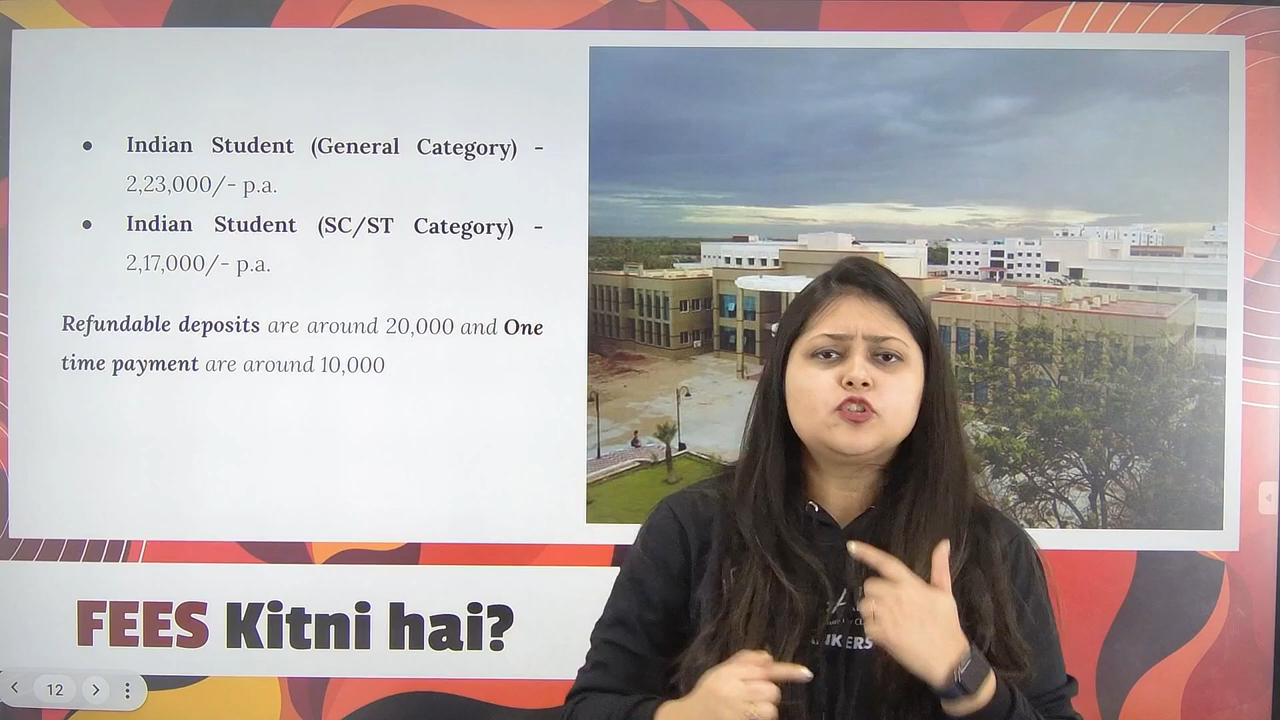 ● Indian Student (General Category) -
2,23,000/- p.a.
● Indian Student (SC/ST Category) -
2,17,000/- p.a.
Refundable deposits are around 20,000 and One
time payment are around 10,000
FEES Kitni hai?
12